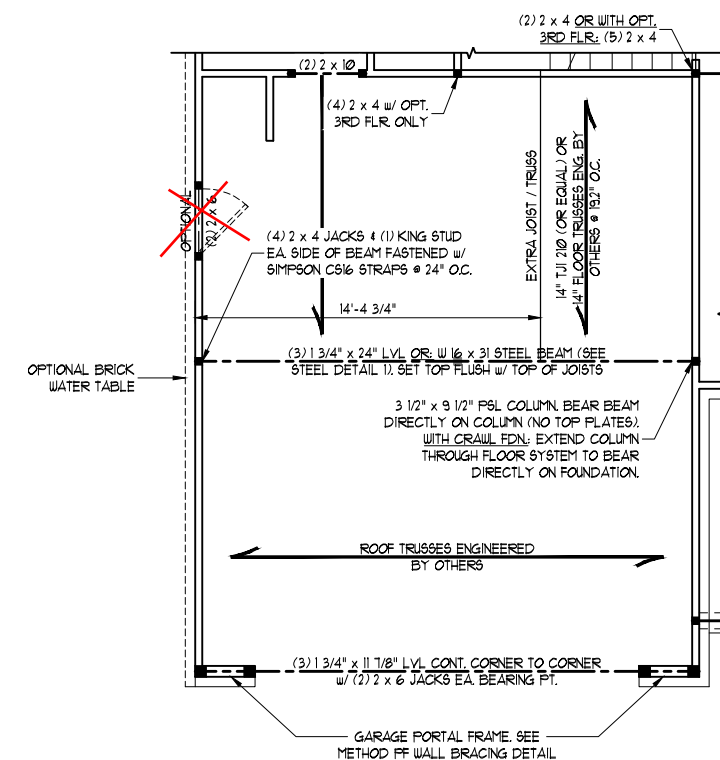 (2) 2 x 4 OR WITH OPT.
3RD FLR.: (5) 2 x 4
(2) 2 x 10
(4) 2 x 4 w/ OPT.
3RD FLR. ONLY
OPTIONAL
(2) 2 x 6
EXTRA JOIST / TRUSS
14" TJI 210 (OR EQUAL) OR
14" FLOOR TRUSSES ENG. BY
OTHERS @ 19.2" O.C.
(4) 2 x 4 JACKS & (1) KING STUD
EA. SIDE OF BEAM FASTENED w/
SIMPSON CS16 STRAPS @ 24" O.C.
14'-4 3/4"
(3) 1 3/4" x 24" LVL OR: W 16 x 31 STEEL BEAM (SEE
STEEL DETAIL 1). SET TOP FLUSH w/ TOP OF JOISTS
OPTIONAL BRICK
WATER TABLE
3 1/2" x 9 1/2" PSL COLUMN. BEAR BEAM
DIRECTLY ON COLUMN (NO TOP PLATES).
WITH CRAWL FDN.: EXTEND COLUMN
THROUGH FLOOR SYSTEM TO BEAR
DIRECTLY ON FOUNDATION.
ROOF TRUSSES ENGINEERED
BY OTHERS
(3) 1 3/4" x 11 7/8" LVL CONT. CORNER TO CORNER
w/ (2) 2 x 6 JACKS EA. BEARING PT.
GARAGE PORTAL FRAME. SEE
METHOD PF WALL BRACING DETAIL